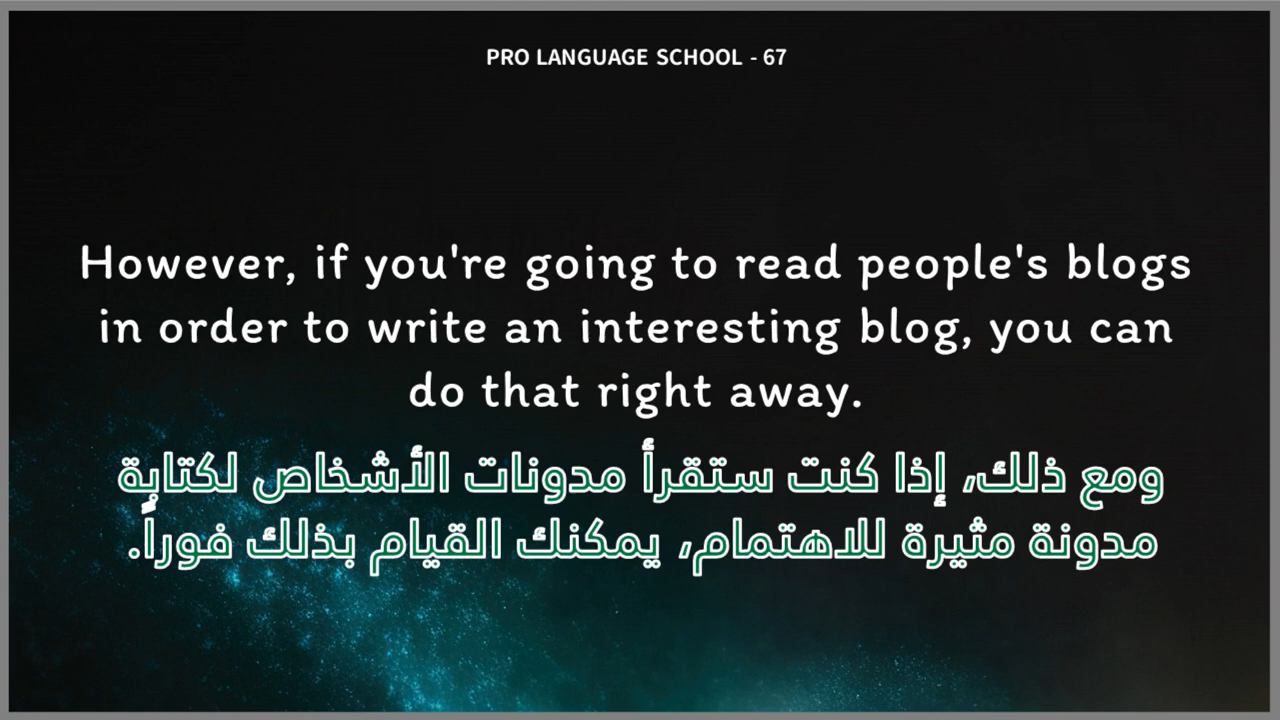 PRO LANGUAGE SCHOOL - 67
However, if you're going to read people's blogs
in order to write an interesting blog, you can
do that right away.
ومع ذلك، إذا كنت ستقرأ مدونات الأشخاص لكتابة
مدونة مثيرة للاهتمام، يمكنك القيام بذلك فوراً.